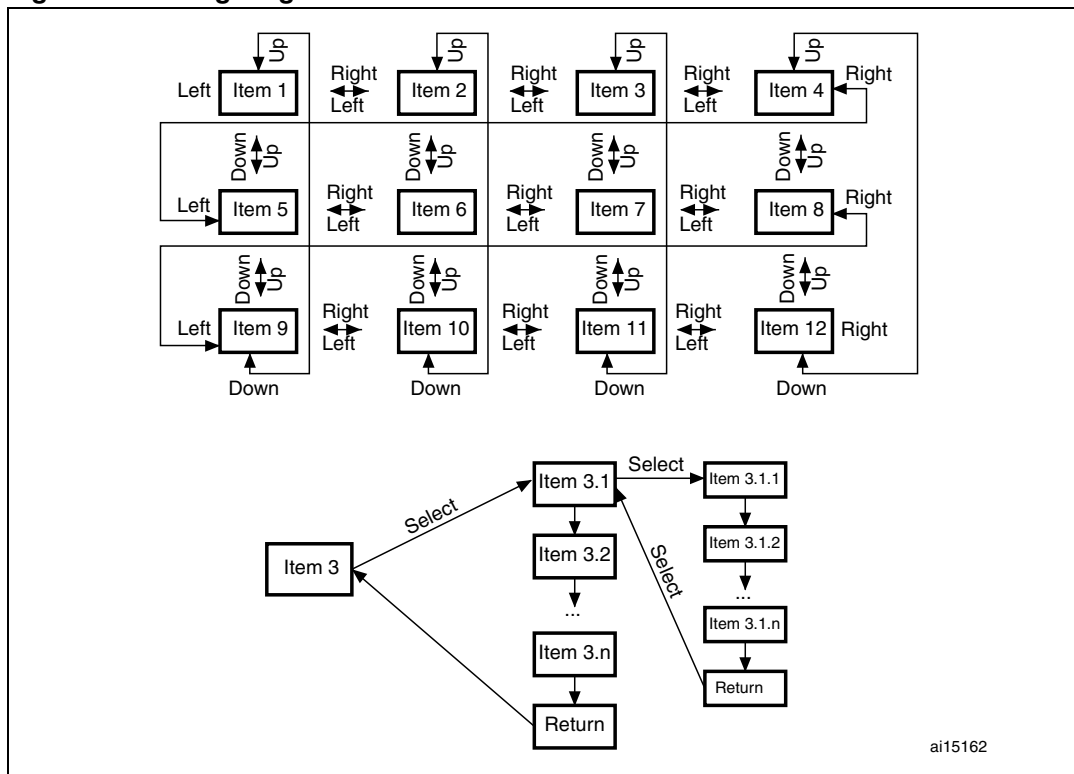 Up Up Up Up
Left Item 1 Right Left Item 2 Right Left Item 3 Right Left Item 4 Right
Down Up Down Up Down Up Down Up
Left Item 5 Right Left Item 6 Right Left Item 7 Right Left Item 8 Right
Down Up Down Up Down Up Down Up
Left Item 9 Right Left Item 10 Right Left Item 11 Right Left Item 12 Right
Down Down Down Down
Item 3
Select
Item 3.1
Item 3.2
...
Item 3.n
Return
Select
Select
Item 3.1.1
Item 3.1.2
...
Item 3.1.n
Return
ai15162